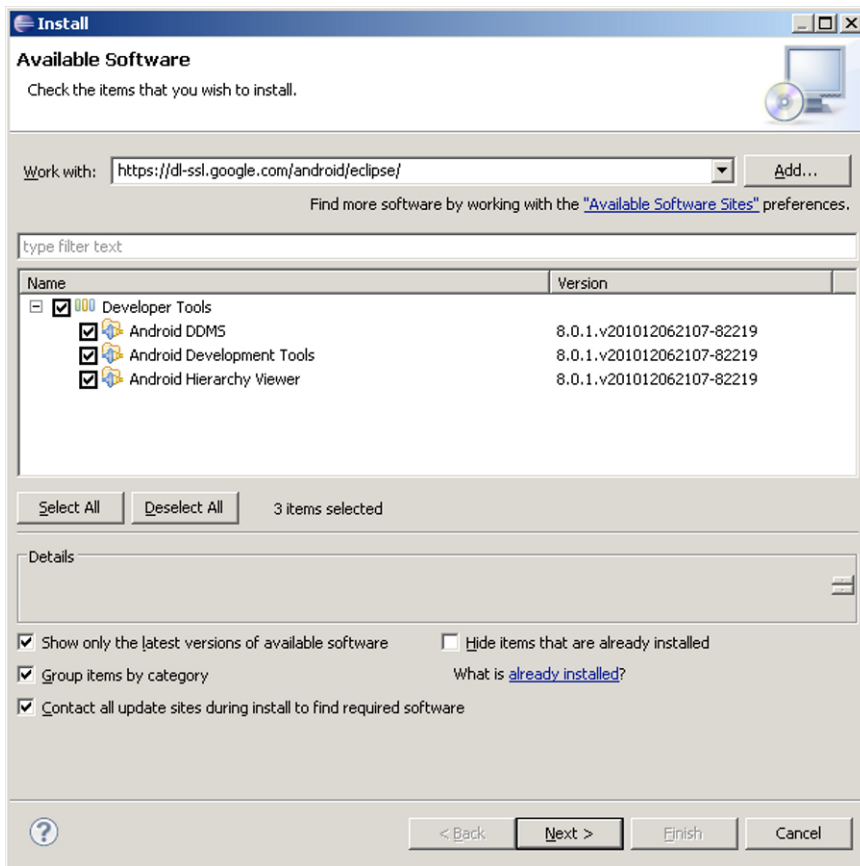 Install
Available Software
Check the items that you wish to install.
Work with: https://dl-ssl.google.com/android/eclipse/ Add...
Find more software by working with the "Available Software Sites" preferences.
type filter text
Name Version
Developer Tools
Android DDMS 8.0.1.v201012062107-82219
Android Development Tools 8.0.1.v201012062107-82219
Android Hierarchy Viewer 8.0.1.v201012062107-82219
Select All Deselect All 3 items selected
Details
Show only the latest versions of available software Hide items that are already installed
Group items by category What is already installed?
Contact all update sites during install to find required software
? < Back Next > Finish Cancel